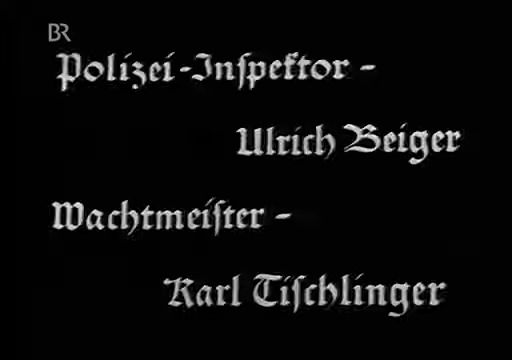 BR
Polizei-Inſpektor -
Ulrich Beiger
Wachtmeiſter -
Karl Tiſchlinger